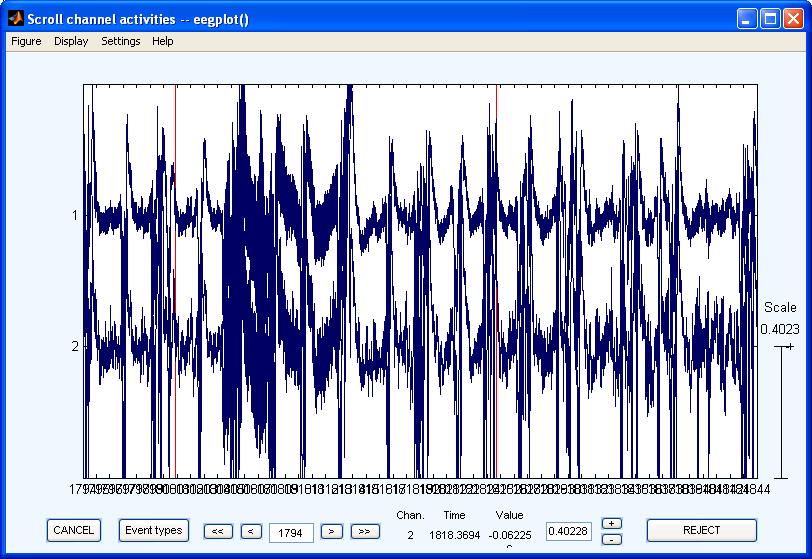 Scroll channel activities -- eegplot()
Figure Display Settings Help
1
2
Scale
0.4023
+
Chan. Time Value
CANCEL Event types << < 1794 > >> 2 1818.3694 -0.06225 0.40228 + - REJECT